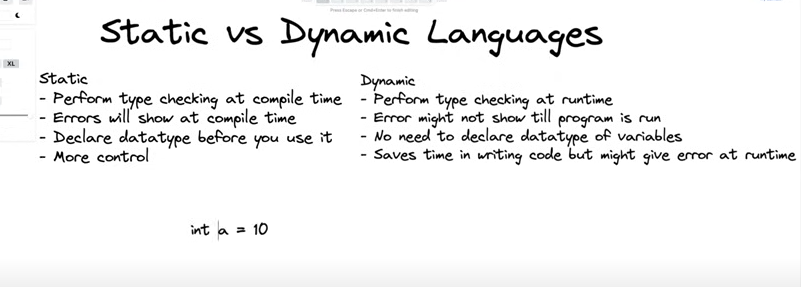 Press Escape or Ctrl+Enter to finish editing
Static vs Dynamic Languages
XL
Static
- Perform type checking at compile time
- Errors will show at compile time
- Declare datatype before you use it
- More control
Dynamic
- Perform type checking at runtime
- Error might not show till program is run
- No need to declare datatype of variables
- Saves time in writing code but might give error at runtime
int a = 10